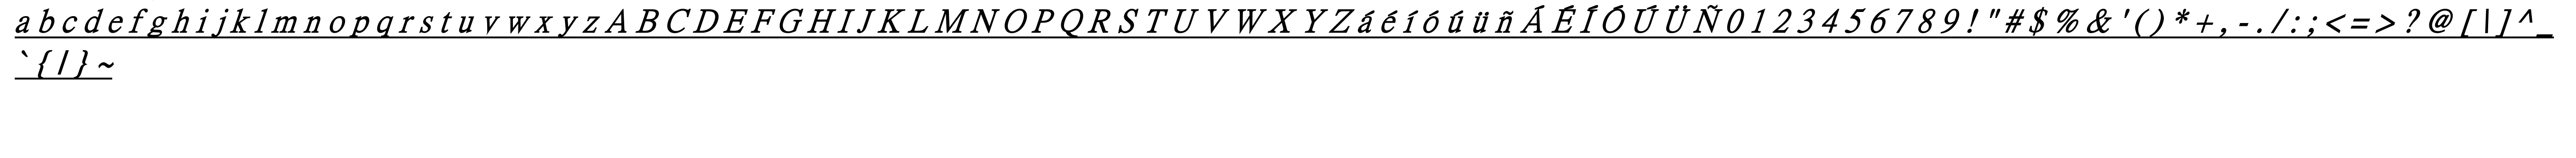 a b c d e f g h i j k l m n o p q r s t u v w x y z A B C D E F G H I J K L M N O P Q R S T U V W X Y Z á é í ó ú ü ñ Á É Í Ó Ú Ü Ñ 0 1 2 3 4 5 6 7 8 9 ! " # $ % & ' ( ) * + , - . / : ; < = > ? @ [ \ ] ^ _
` { | } ~